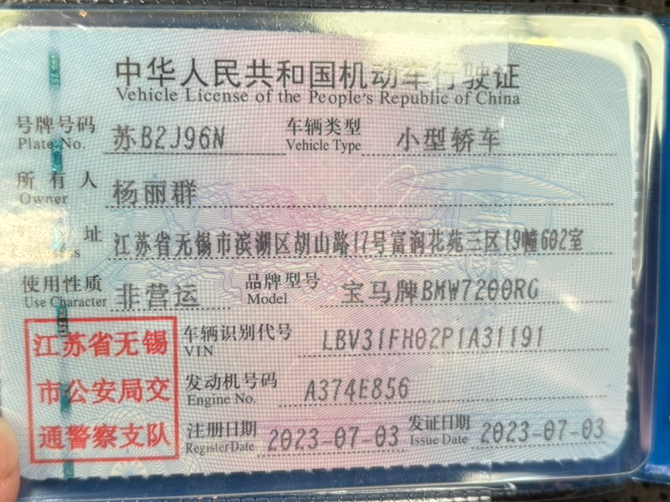 中华人民共和国机动车行驶证
Vehicle License of the People's Republic of China
号牌号码 苏B2J96N 车辆类型 小型轿车
Plate No. Vehicle Type
所有人 杨丽群
Owner
址 江苏省无锡市滨湖区胡山路17号富润花苑三区19幢602室
使用性质 非营运 品牌型号 宝马牌BMW7200RG
Use Character Model
江苏省无锡
市公安局交
通警察支队
车辆识别代号 LBV31FH02P1A31191
VIN
发动机号码 A374E856
Engine No.
注册日期 2023-07-03 发证日期 2023-07-03
Register Date Issue Date